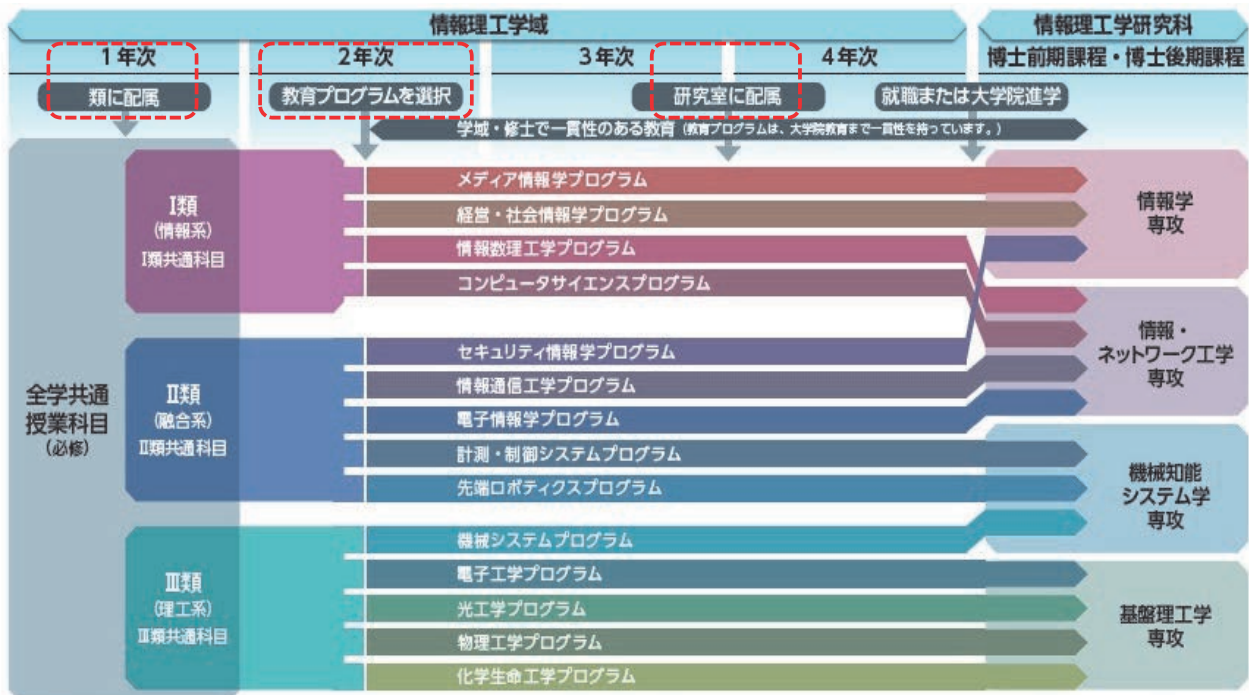 情報理工学域
情報理工学研究科
1年次
2年次
3年次
4年次
博士前期課程・博士後期課程
類に配属
教育プログラムを選択
研究室に配属
就職または大学院進学
学域・修士で一貫性のある教育(教育プログラムは、大学院教育まで一貫性を持っています。)
全学共通
授業科目
(必修)
Ⅰ類
(情報系)
Ⅰ類共通科目
メディア情報学プログラム
経営・社会情報学プログラム
情報数理工学プログラム
コンピュータサイエンスプログラム
Ⅱ類
(融合系)
Ⅱ類共通科目
セキュリティ情報学プログラム
情報通信工学プログラム
電子情報学プログラム
計測・制御システムプログラム
先端ロボティクスプログラム
Ⅲ類
(理工系)
Ⅲ類共通科目
機械システムプログラム
電子工学プログラム
光工学プログラム
物理工学プログラム
化学生命工学プログラム
情報学
専攻
情報・
ネットワーク工学
専攻
機械知能
システム学
専攻
基盤理工学
専攻